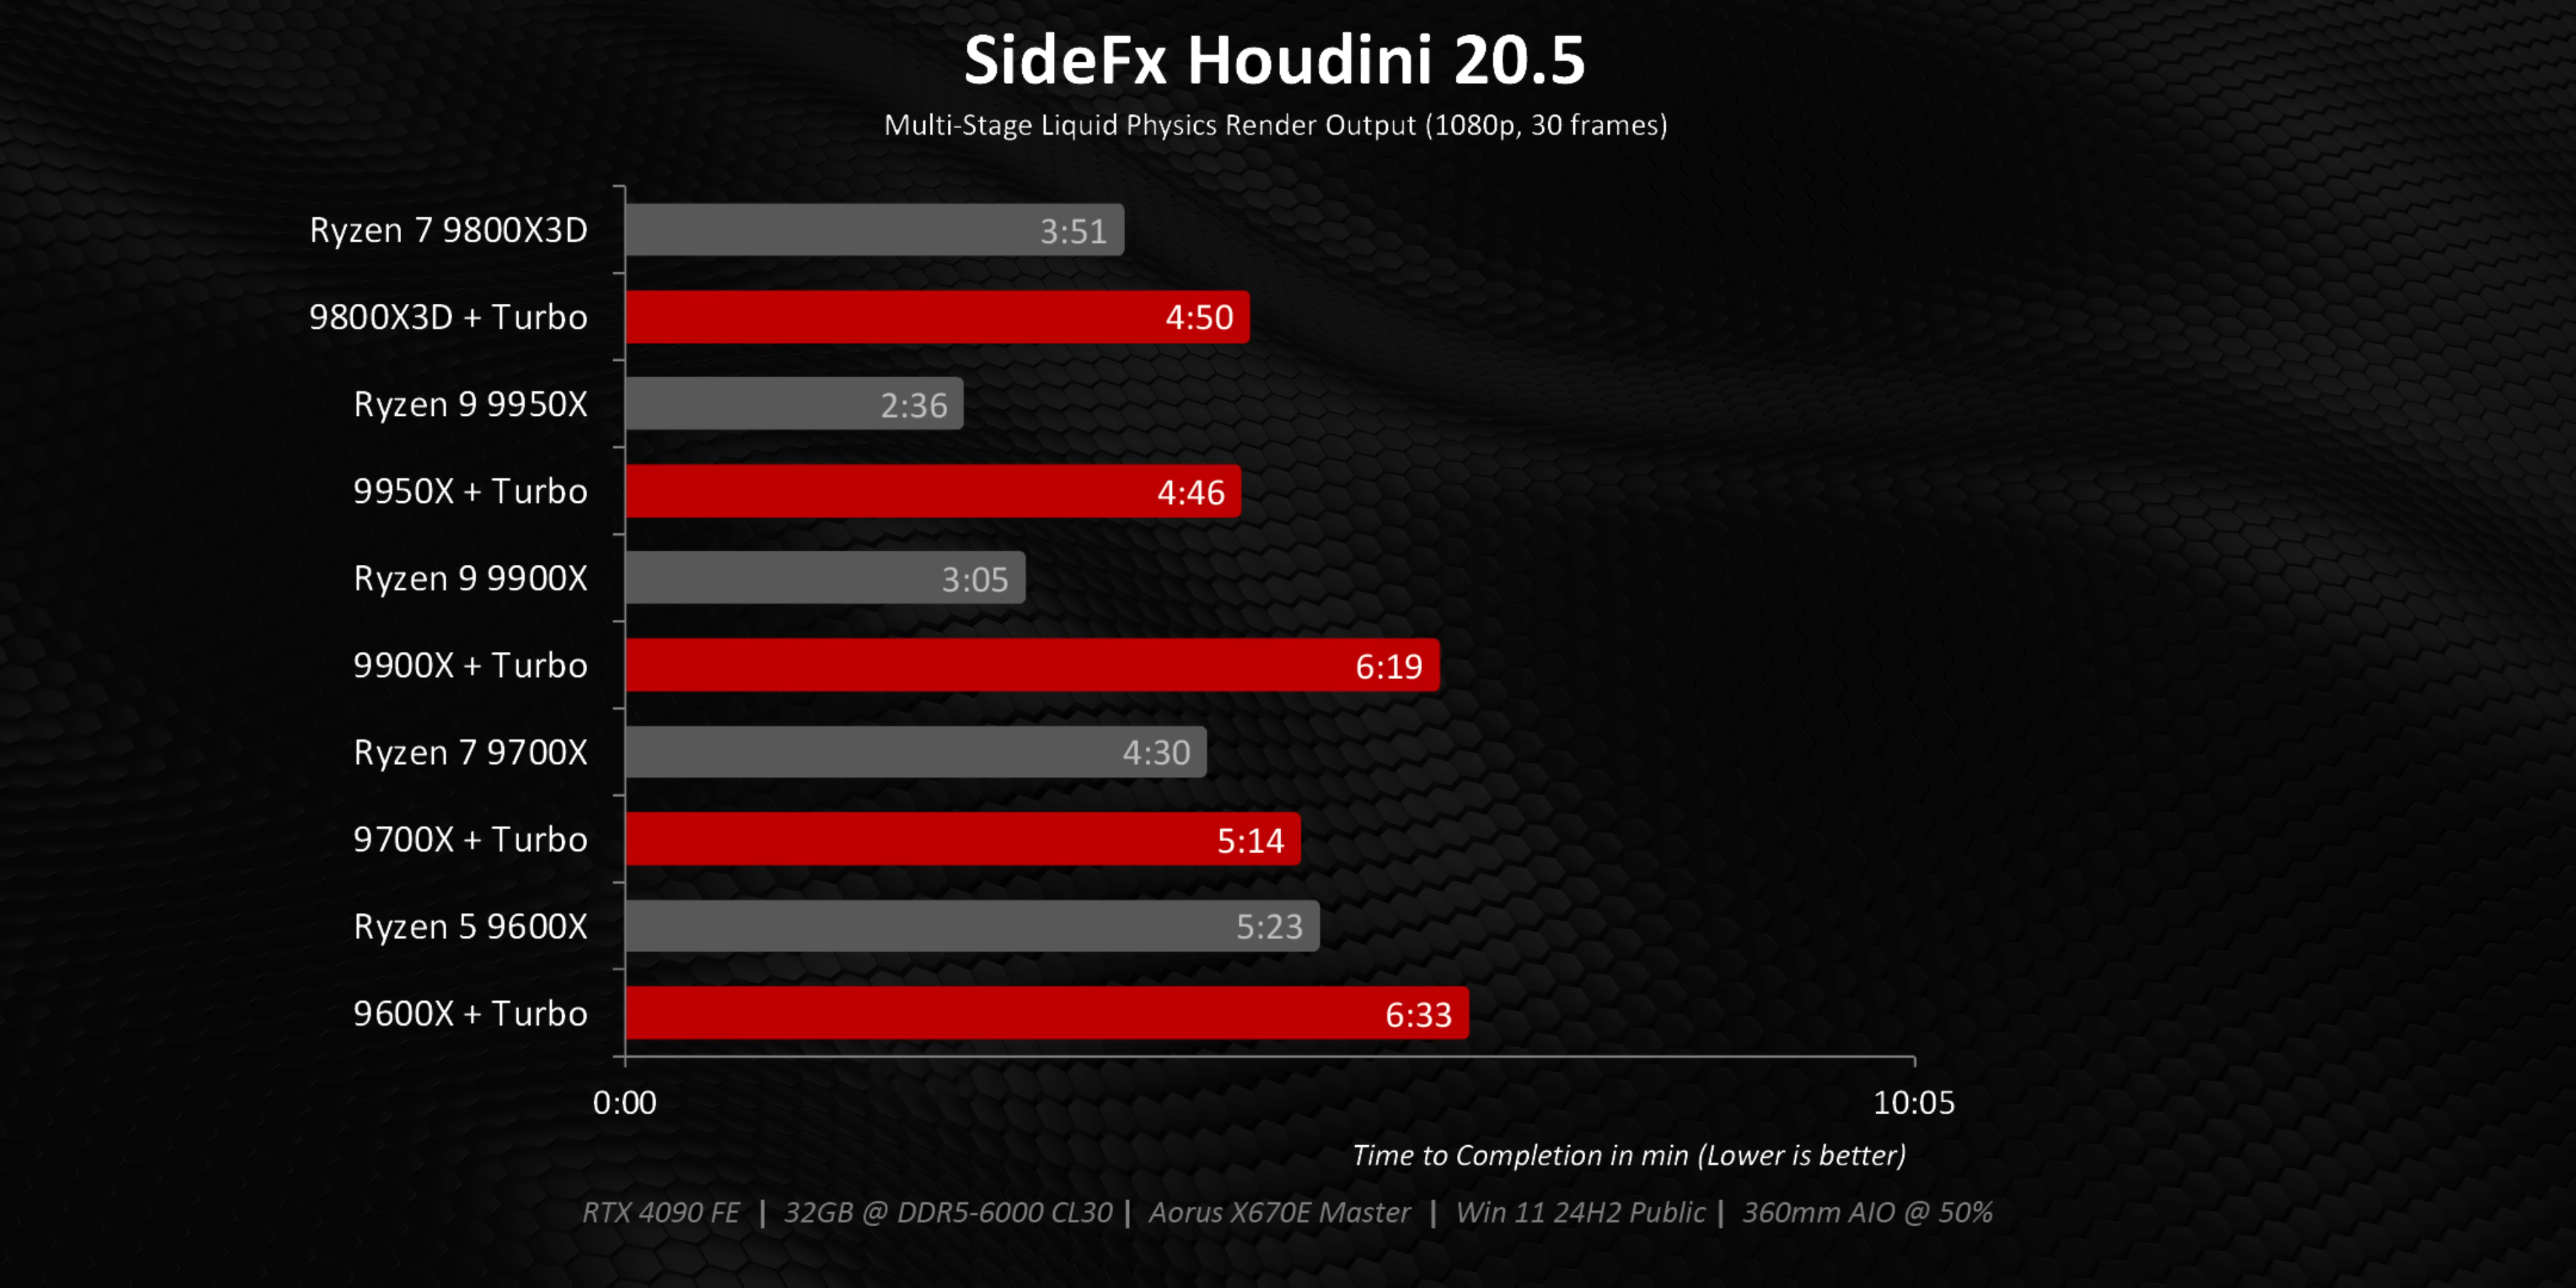 SideFx Houdini 20.5
Multi-Stage Liquid Physics Render Output (1080p, 30 frames)
Ryzen 7 9800X3D 3:51
9800X3D + Turbo 4:50
Ryzen 9 9950X 2:36
9950X + Turbo 4:46
Ryzen 9 9900X 3:05
9900X + Turbo 6:19
Ryzen 7 9700X 4:30
9700X + Turbo 5:14
Ryzen 5 9600X 5:23
9600X + Turbo 6:33
0:00 10:05
Time to Completion in min (Lower is better)
RTX 4090 FE | 32GB @ DDR5-6000 CL30 | Aorus X670E Master | Win 11 24H2 Public | 360mm AIO @ 50%